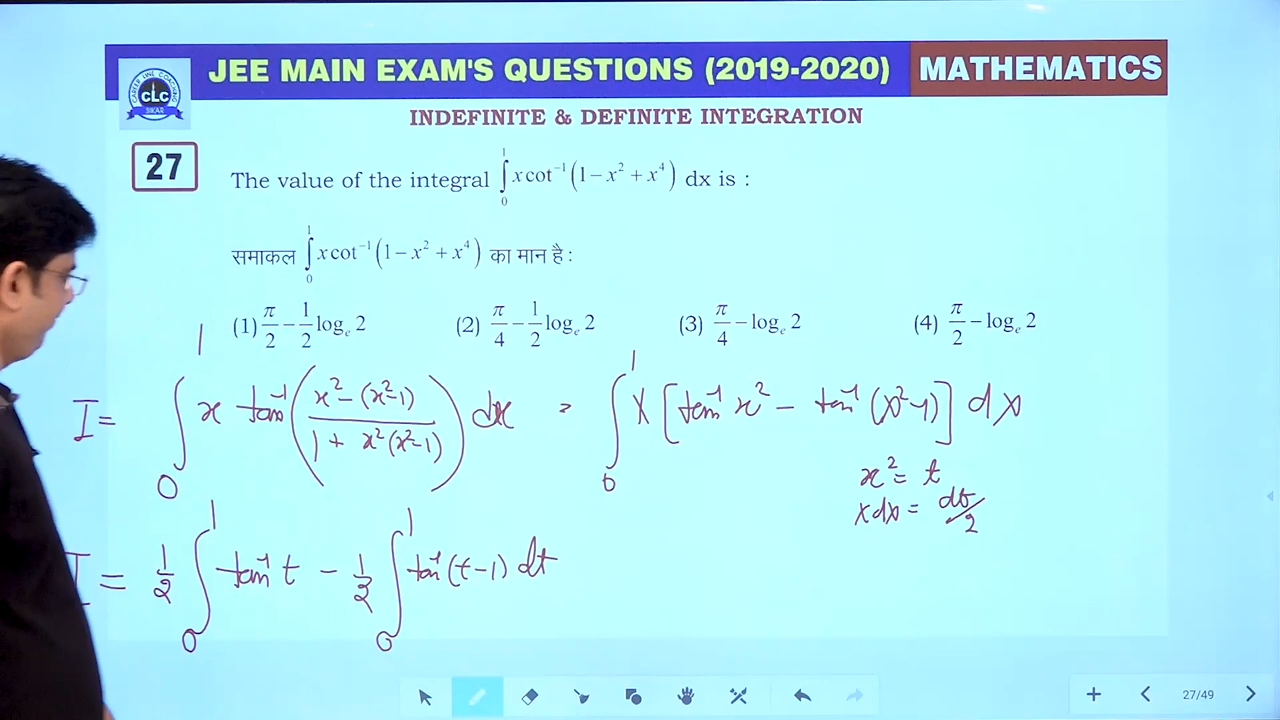 JEE MAIN EXAM'S QUESTIONS (2019-2020) MATHEMATICS
CLC
SIKAR
INDEFINITE & DEFINITE INTEGRATION
27
The value of the integral ∫₀¹ x cot⁻¹(1−x²+x⁴) dx is :
समाकल ∫₀¹ x cot⁻¹(1−x²+x⁴) का मान है :
(1) π/2 − 1/2 logₑ 2 (2) π/4 − 1/2 logₑ 2 (3) π/4 − logₑ 2 (4) π/2 − logₑ 2
I = ∫₀¹ x tan⁻¹((x²−(x²−1))/(1+x²(x²−1))) dx = ∫₀¹ x [tan⁻¹ x² − tan⁻¹(x²−1)] dx
x² = t
x dx = dt/2
I = 1/2 ∫₀¹ tan⁻¹ t − 1/2 ∫₀¹ tan⁻¹(t−1) dt
27/49